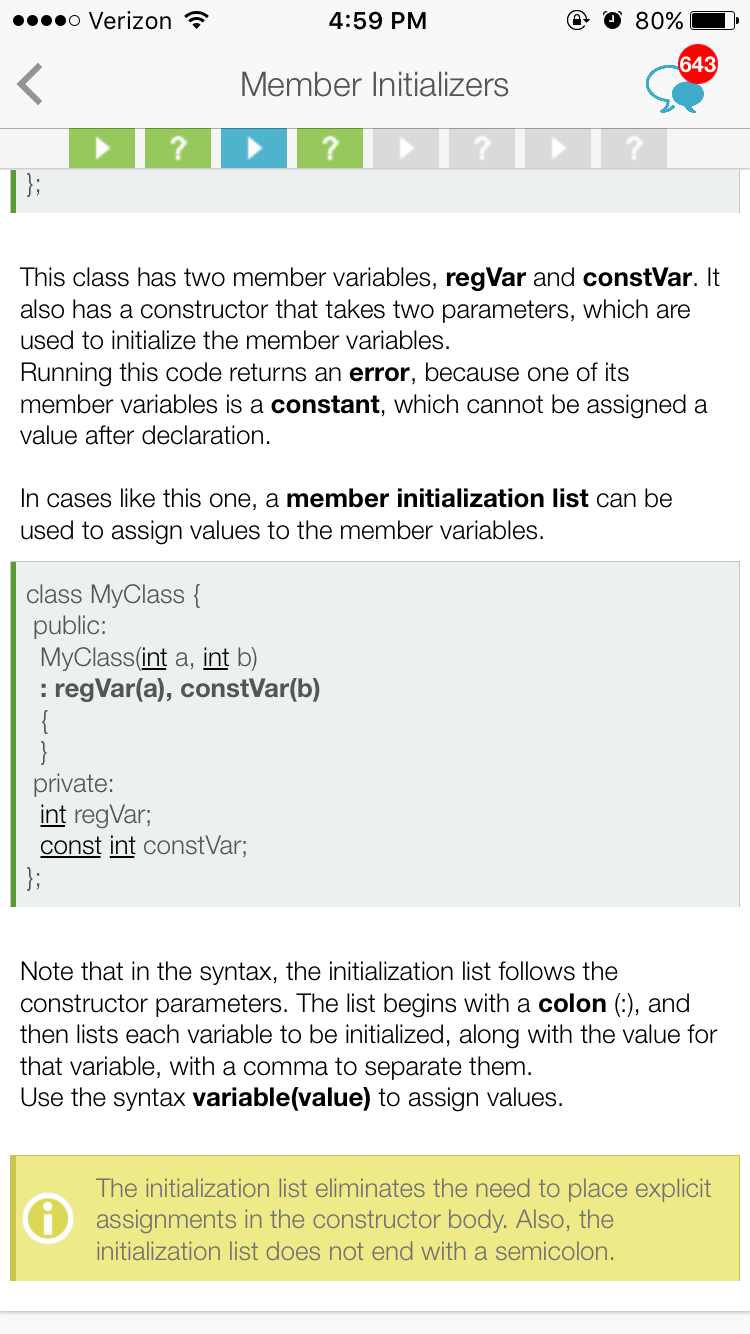 Verizon 4:59 PM 80%
Member Initializers 643
? ? ? ?
};
This class has two member variables, regVar and constVar. It
also has a constructor that takes two parameters, which are
used to initialize the member variables.
Running this code returns an error, because one of its
member variables is a constant, which cannot be assigned a
value after declaration.
In cases like this one, a member initialization list can be
used to assign values to the member variables.
class MyClass {
public:
MyClass(int a, int b)
: regVar(a), constVar(b)
{
}
private:
int regVar;
const int constVar;
};
Note that in the syntax, the initialization list follows the
constructor parameters. The list begins with a colon (:), and
then lists each variable to be initialized, along with the value for
that variable, with a comma to separate them.
Use the syntax variable(value) to assign values.
The initialization list eliminates the need to place explicit
assignments in the constructor body. Also, the
initialization list does not end with a semicolon.